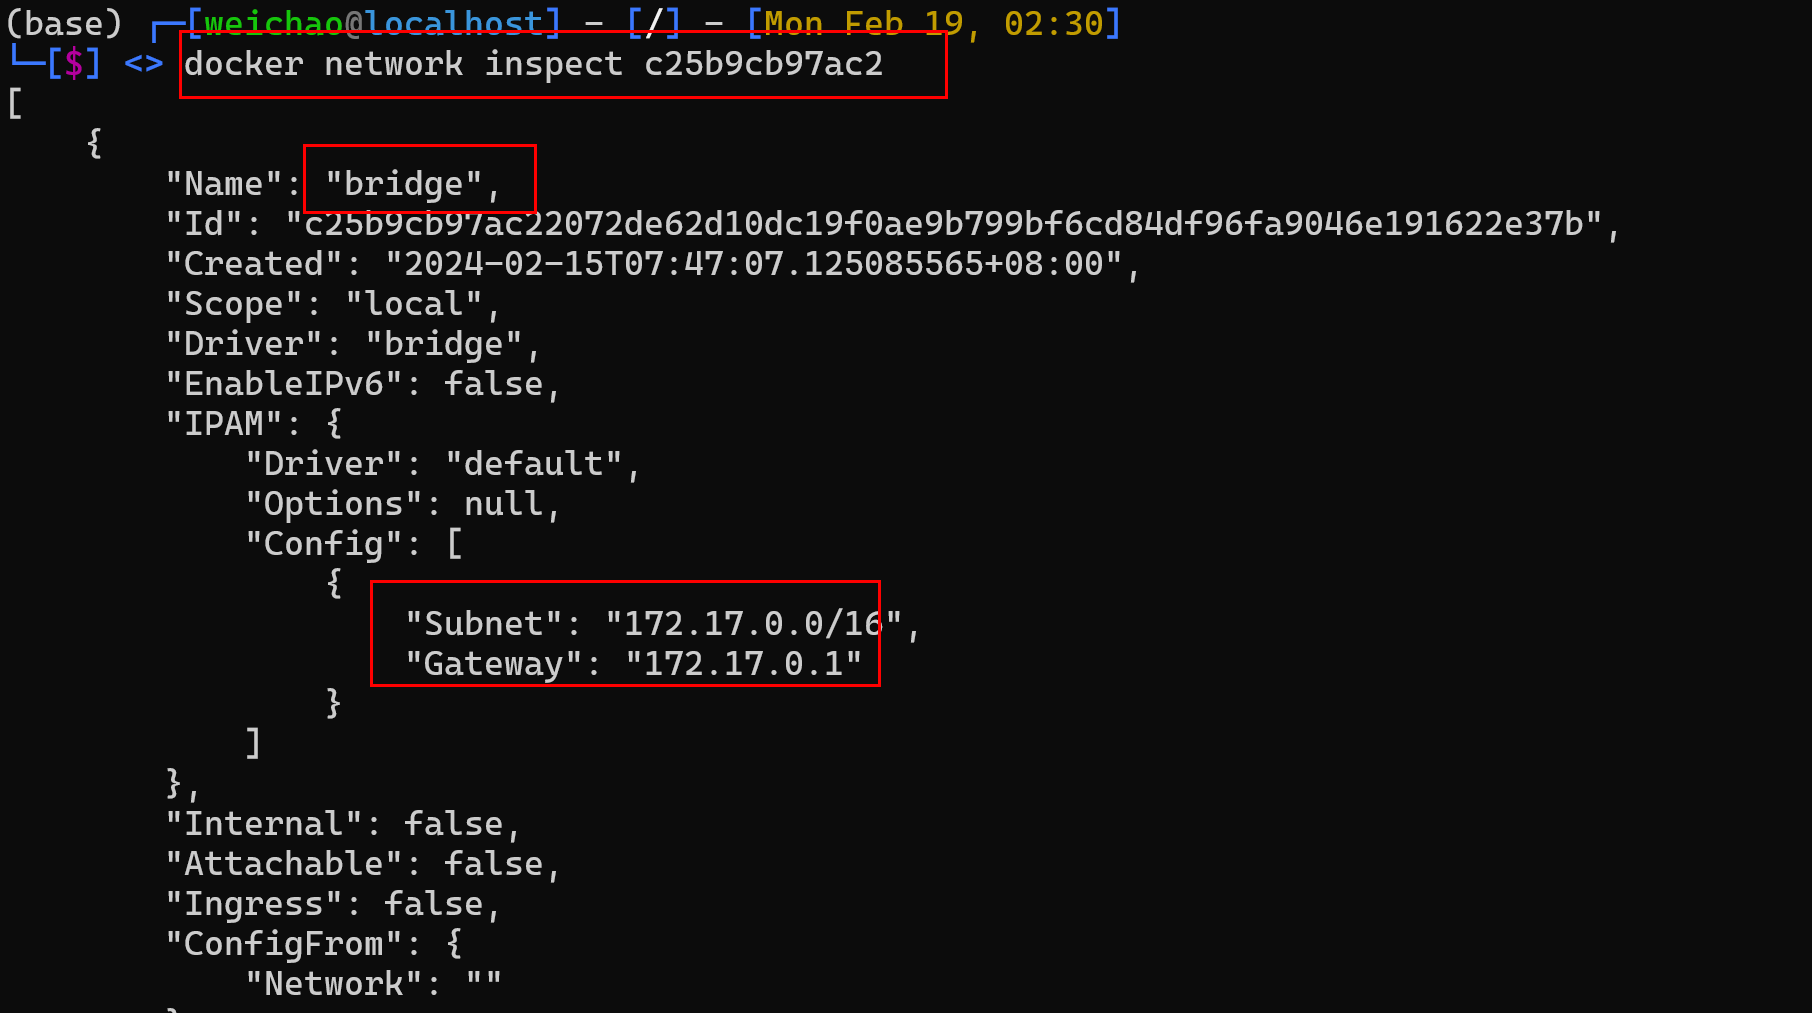 (base) ┌─[weichao@localhost] - [/] - [Mon Feb 19, 02:30]
└─[$] <> docker network inspect c25b9cb97ac2
[
    {
        "Name": "bridge",
        "Id": "c25b9cb97ac22072de62d10dc19f0ae9b799bf6cd84df96fa9046e191622e37b",
        "Created": "2024-02-15T07:47:07.125085565+08:00",
        "Scope": "local",
        "Driver": "bridge",
        "EnableIPv6": false,
        "IPAM": {
            "Driver": "default",
            "Options": null,
            "Config": [
                {
                    "Subnet": "172.17.0.0/16",
                    "Gateway": "172.17.0.1"
                }
            ]
        },
        "Internal": false,
        "Attachable": false,
        "Ingress": false,
        "ConfigFrom": {
            "Network": ""
        }